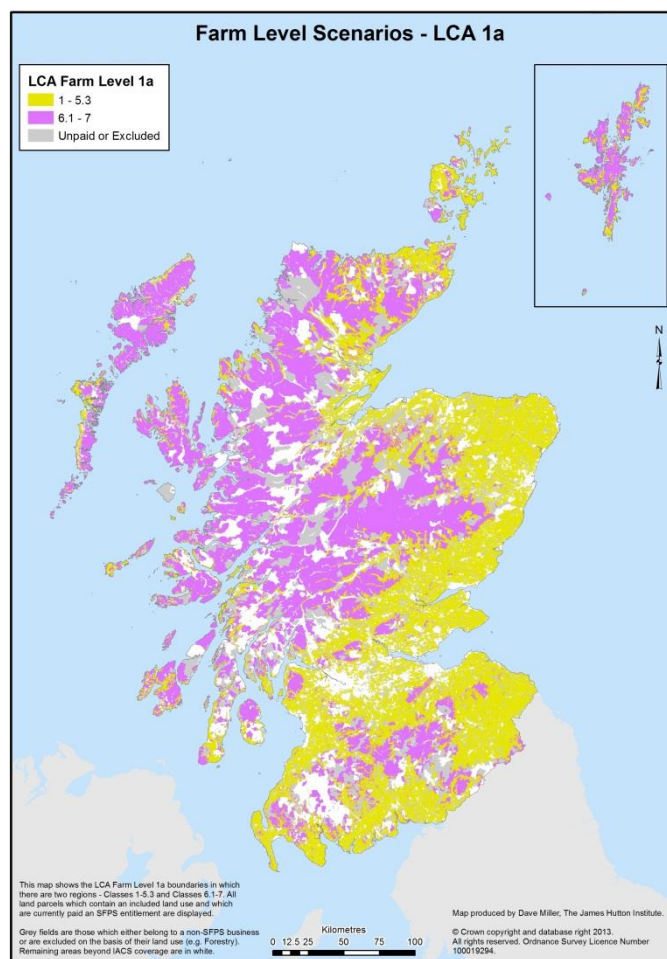 Farm Level Scenarios - LCA 1a
LCA Farm Level 1a
1 - 5.3
6.1 - 7
Unpaid or Excluded
N
This map shows the LCA Farm Level 1a boundaries in which
there are two regions - Classes 1-5.3 and Classes 6.1-7. All
land parcels which contain an included land use and which
are currently paid an SFPS entitlement are displayed.
Grey fields are those which either belong to a non-SFPS business
or are excluded on the basis of their land use (e.g. Forestry).
Remaining areas beyond IACS coverage are in white.
Kilometres
0 12.5 25 50 75 100
Map produced by Dave Miller, The James Hutton Institute.
© Crown copyright and database right 2013.
All rights reserved. Ordnance Survey Licence Number
100019294.